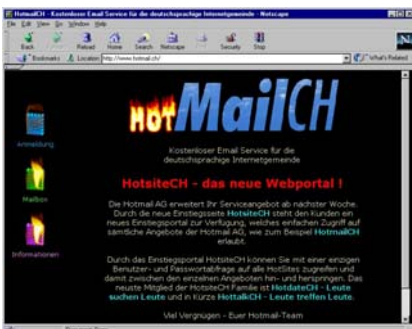 HotmailCH - Kostenloser Email Service für die deutschsprachige Internetgemeinde - Netscape
File Edit View Go Window Help
Back Reload Home Search Netscape Security Stop
Bookmarks Location: http://www.hotmail.ch/ What's Related
HotMailCH
Kostenloser Email Service für die
deutschsprachige Internetgemeinde
Anmeldung
HotsiteCH - das neue Webportal !
Mailbox
Die Hotmail AG erweitert Ihr Serviceangebot ab nächster Woche.
Durch die neue Einstiegsseite HotsiteCH steht den Kunden ein
neues Einstiegsportal zur Verfügung, welches einfachen Zugriff auf
sämtliche Angebote der Hotmail AG, wie zum Beispiel HotmailCH
erlaubt.
Informationen
Durch das Einstiegsportal HotsiteCH können Sie mit einer einzigen
Benutzer- und Passwortabfrage auf alle HotSites zugreifen und
damit zwischen den einzelnen Angeboten hin- und herspringen. Das
neuste Mitglied der HotsiteCH Familie ist HotdateCH - Leute
suchen Leute und in Kürze HottalkCH - Leute treffen Leute.
Viel Vergnügen - Euer Hotmail-Team